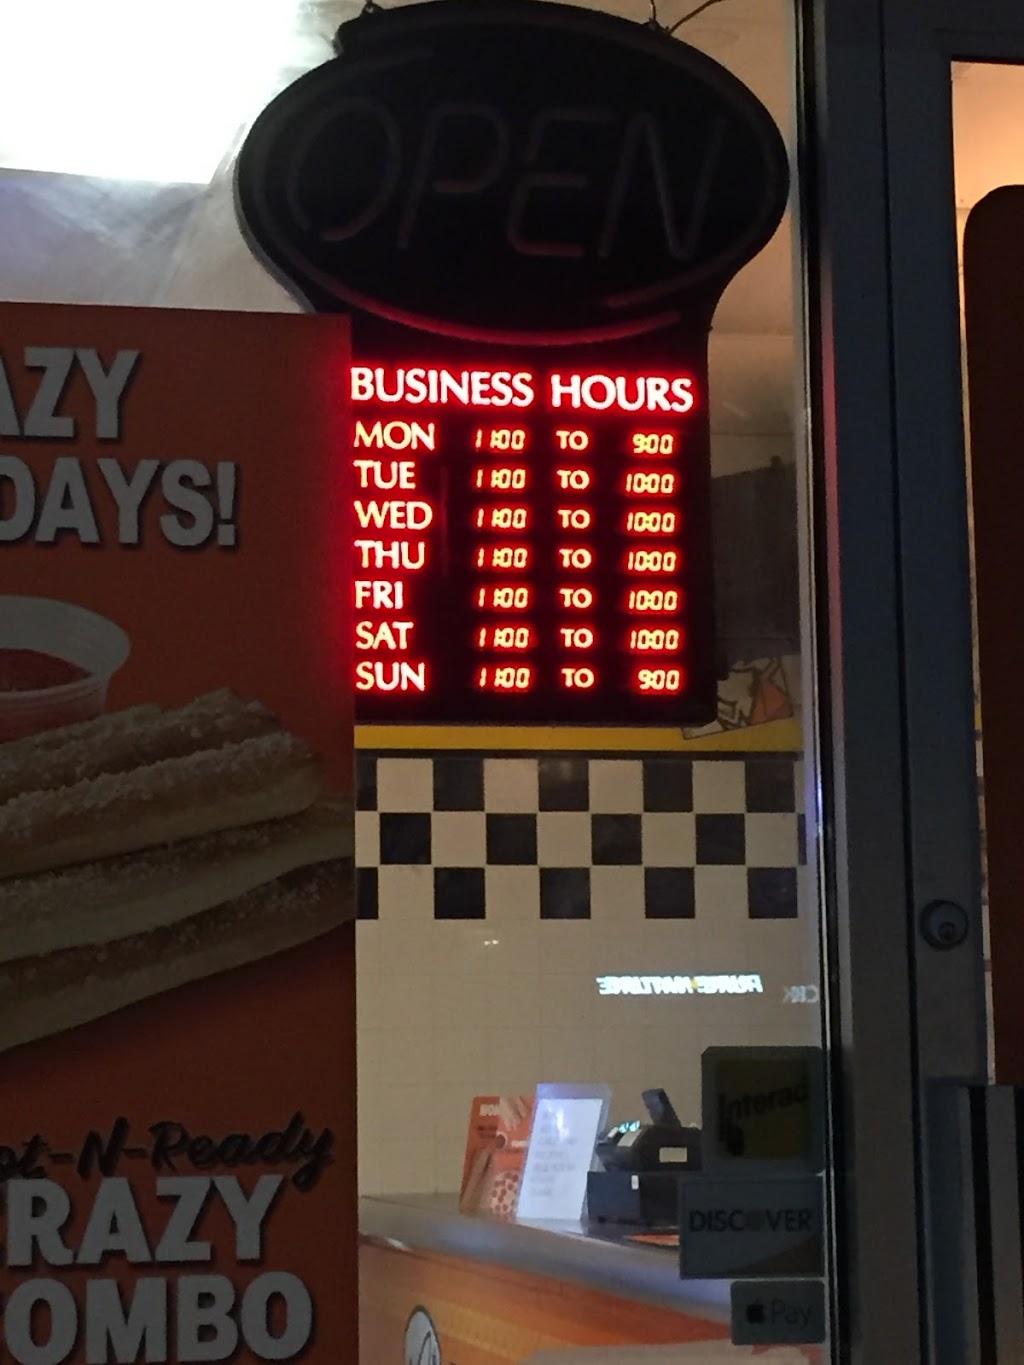 OPEN
BUSINESS HOURS
MON 11:00 TO 9:00
TUE 11:00 TO 10:00
WED 11:00 TO 10:00
THU 11:00 TO 10:00
FRI 11:00 TO 10:00
SAT 11:00 TO 10:00
SUN 11:00 TO 9:00
AZY
DAYS!
ot-N-Ready
RAZY
OMBO
Interac
DISCOVER
Pay